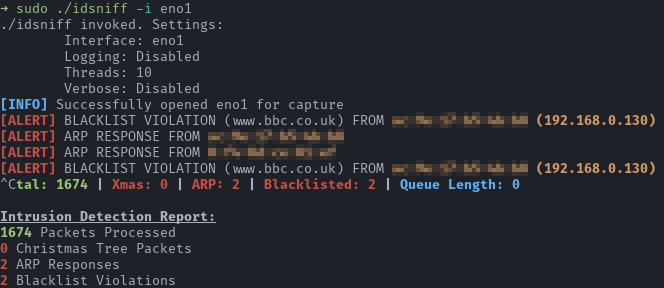 → sudo ./idsniff -i eno1
./idsniff invoked. Settings:
Interface: eno1
Logging: Disabled
Threads: 10
Verbose: Disabled
[INFO] Successfully opened eno1 for capture
[ALERT] BLACKLIST VIOLATION (www.bbc.co.uk) FROM (192.168.0.130)
[ALERT] ARP RESPONSE FROM
[ALERT] ARP RESPONSE FROM
[ALERT] BLACKLIST VIOLATION (www.bbc.co.uk) FROM (192.168.0.130)
^Ctal: 1674 | Xmas: 0 | ARP: 2 | Blacklisted: 2 | Queue Length: 0
Intrusion Detection Report:
1674 Packets Processed
0 Christmas Tree Packets
2 ARP Responses
2 Blacklist Violations